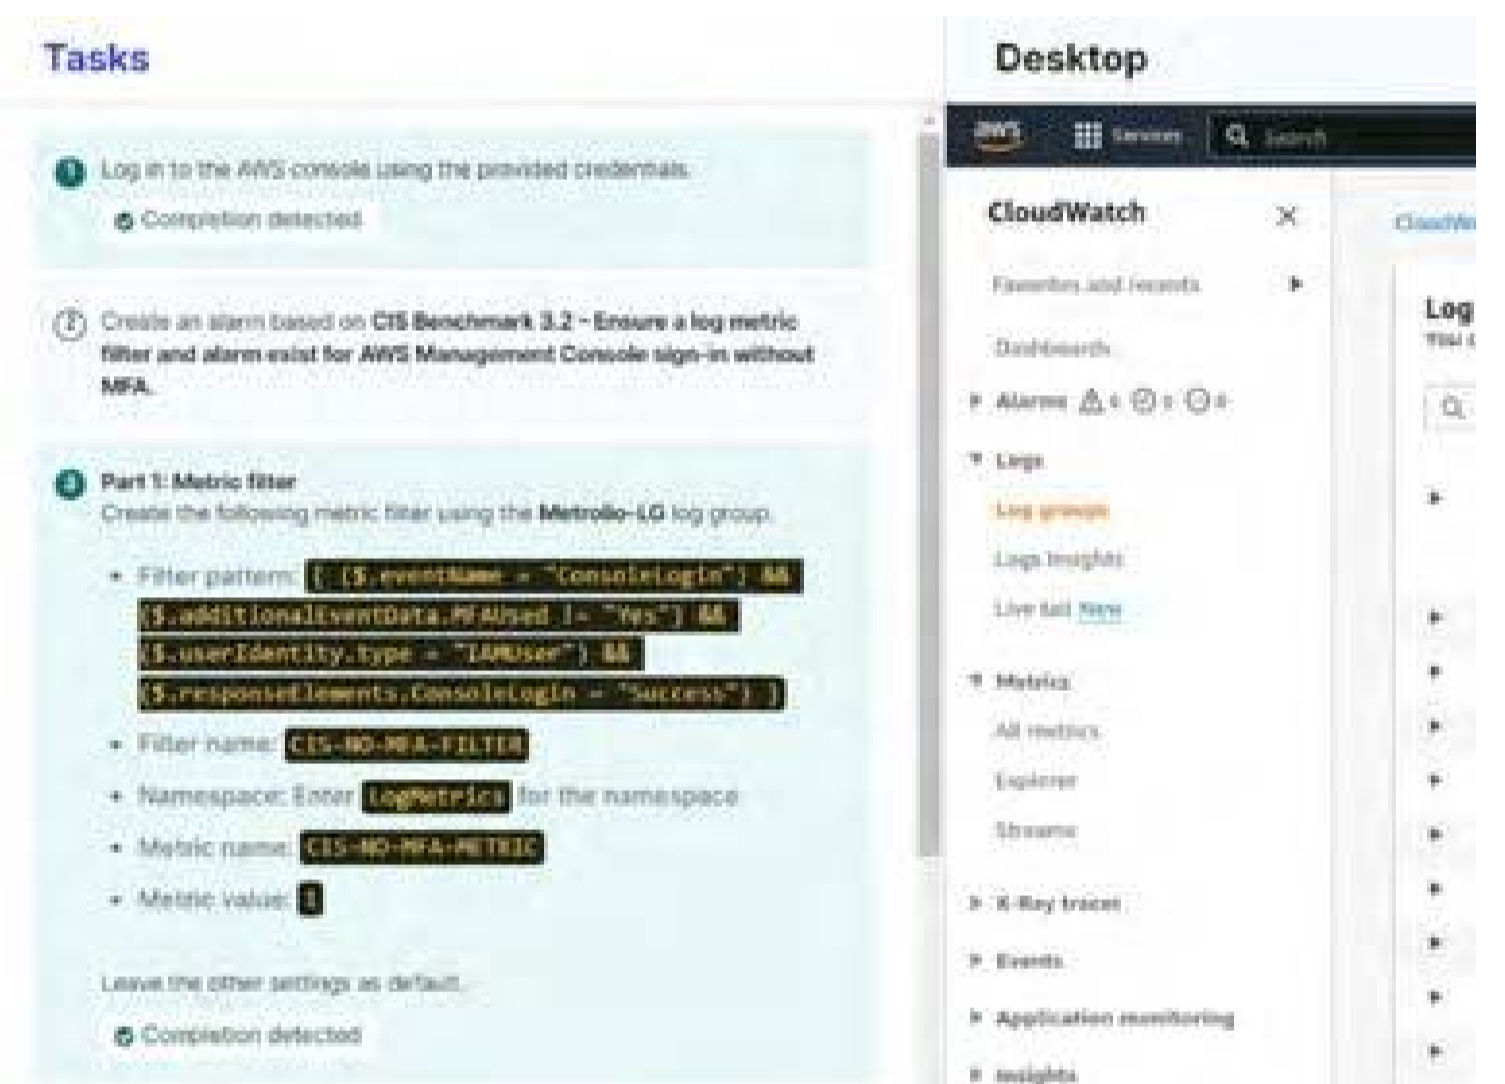 Tasks
1 Log in to the AWS console using the provided credentials.
Completion detected
2 Create an alarm based on CIS Benchmark 3.2 – Ensure a log metric
filter and alarm exist for AWS Management Console sign-in without
MFA.
Part 1: Metric filter
Create the following metric filter using the Metrolio-LG log group.
• Filter pattern: { ($.eventName = "ConsoleLogin") &&
($.additionalEventData.MFAUsed != "Yes") &&
($.userIdentity.type = "IAMUser") &&
($.responseElements.ConsoleLogin = "Success") }
• Filter name: CIS-NO-MFA-FILTER
• Namespace: Enter LogMetrics for the namespace
• Metric name: CIS-NO-MFA-METRIC
• Metric value: 1
Leave the other settings as default.
Completion detected
Desktop
aws Services Search
CloudWatch
Favorites and recents
Dashboards
Alarms
Logs
Log groups
Logs Insights
Live tail New
Metrics
All metrics
Explorer
Streams
X-Ray traces
Events
Application monitoring
Insights
Log